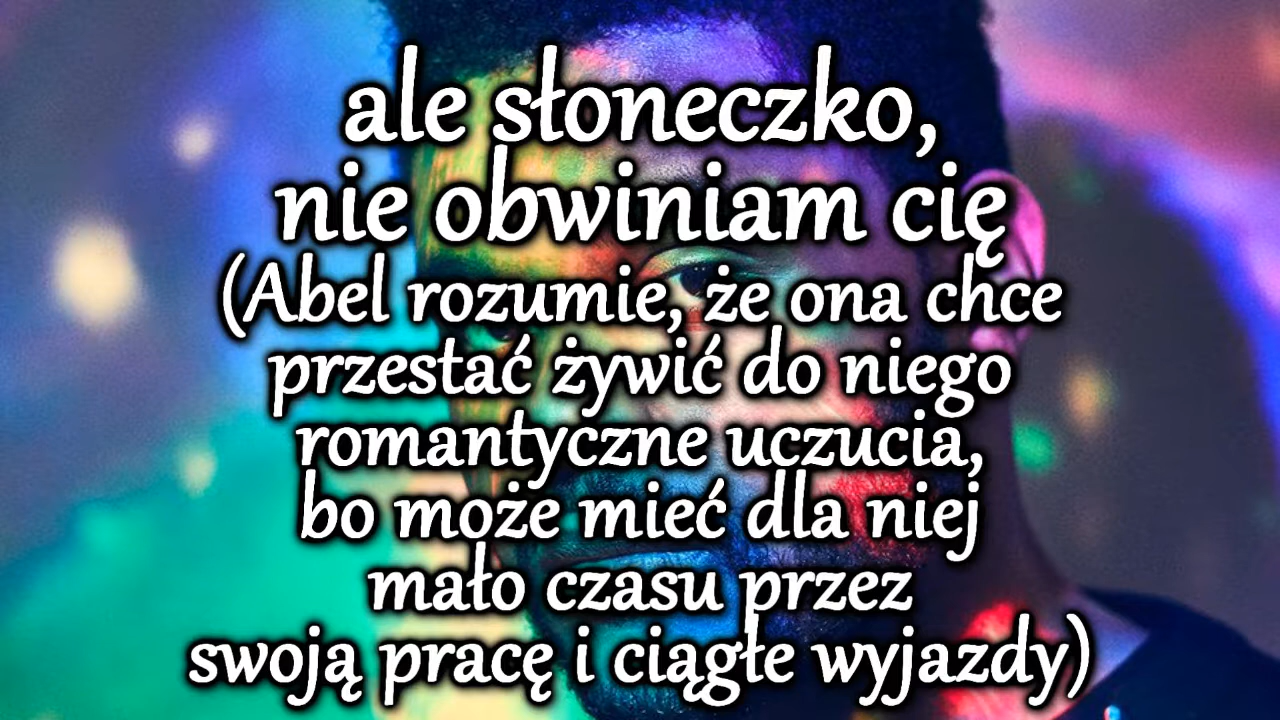 ale słoneczko,
nie obwiniam cię
(Abel rozumie, że ona chce
przestać żywić do niego
romantyczne uczucia,
bo może mieć dla niej
mało czasu przez
swoją pracę i ciągłe wyjazdy)